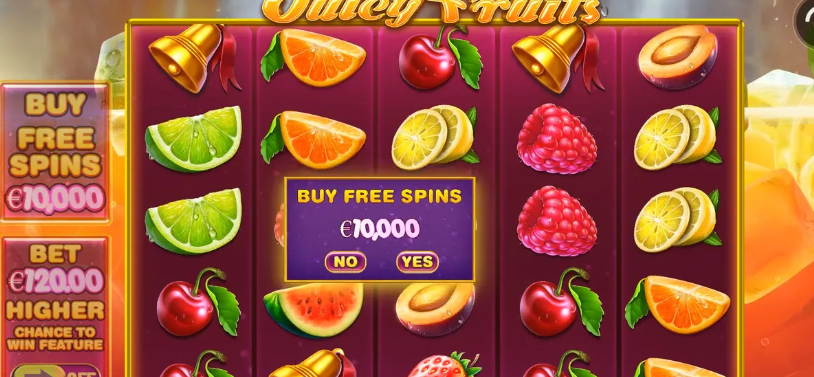 Juicy Fruits
BUY
FREE
SPINS
€10,000
BET
€120.00
HIGHER
CHANCE TO
WIN FEATURE
OFF
BUY FREE SPINS
€10,000
NO
YES